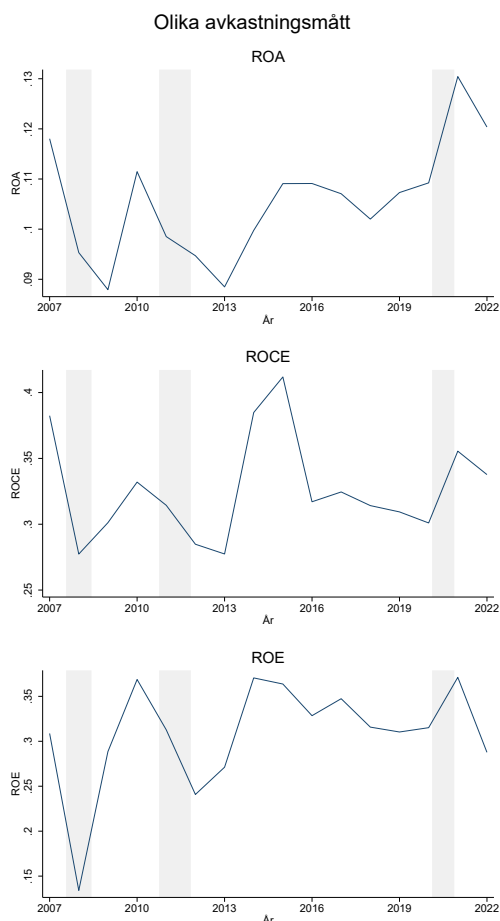 Olika avkastningsmått
ROA
ROA
.13
.12
.11
.1
.09
2007 2010 2013 2016 2019 2022
År
ROCE
ROCE
.4
.35
.3
.25
2007 2010 2013 2016 2019 2022
År
ROE
ROE
.35
.3
.25
.2
.15
2007 2010 2013 2016 2019 2022
År